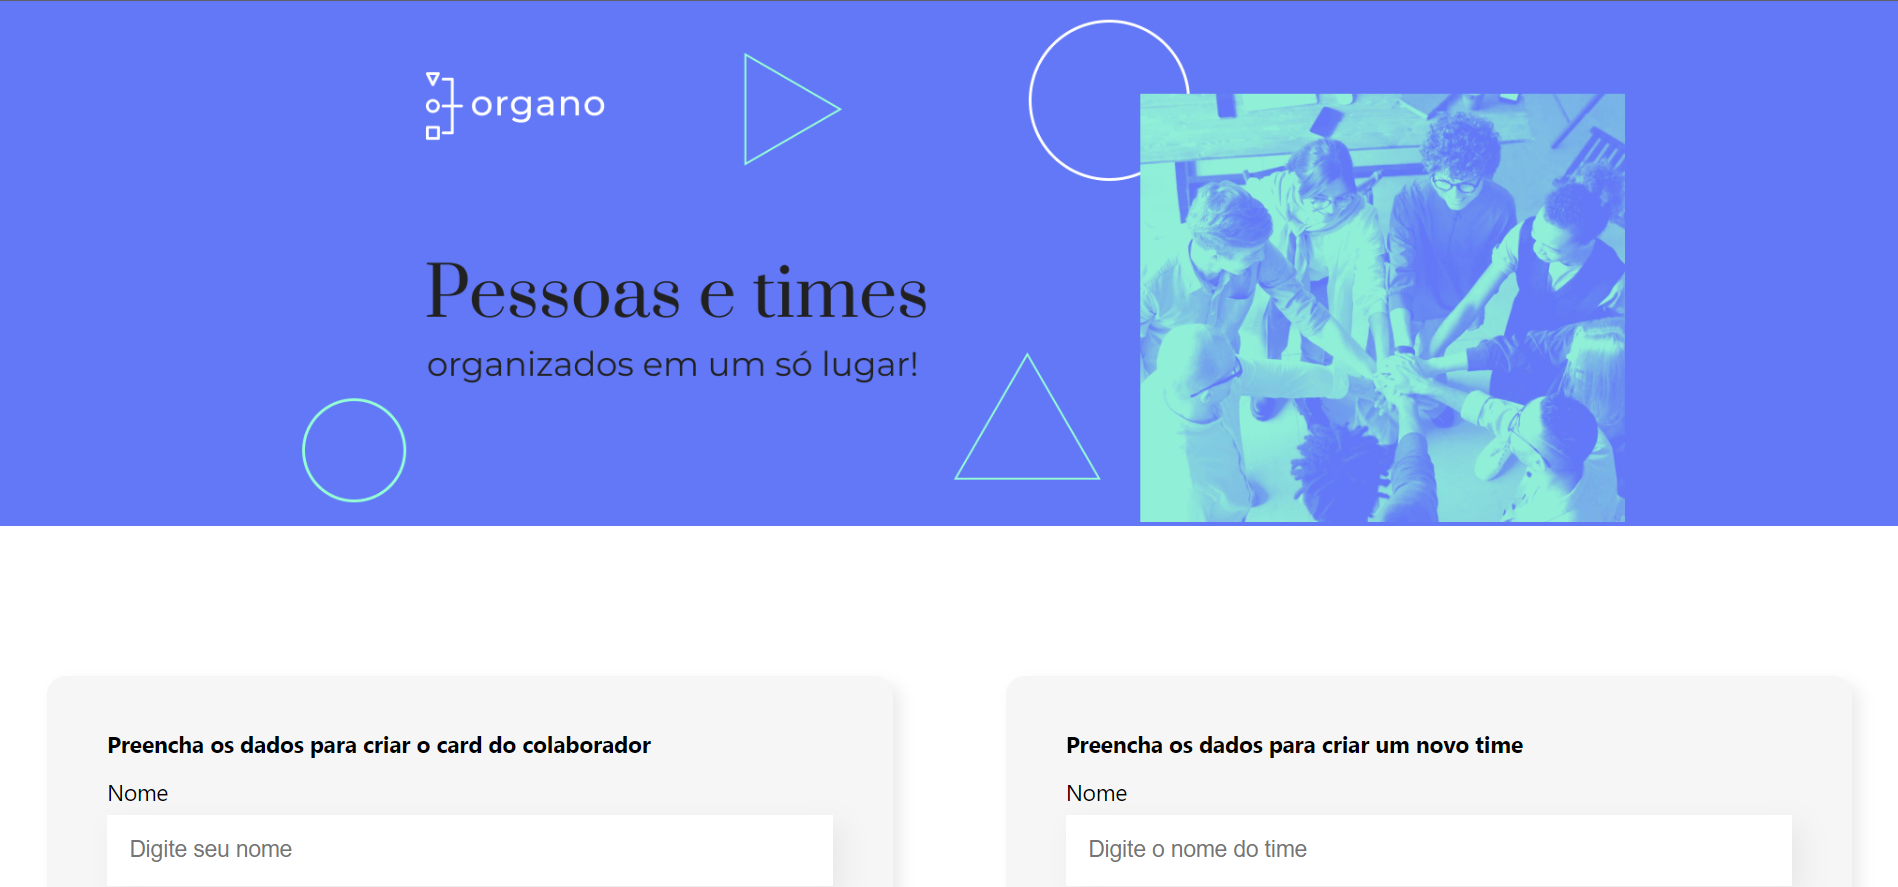 organo
Pessoas e times
organizados em um só lugar!
Preencha os dados para criar o card do colaborador
Nome
Digite seu nome
Preencha os dados para criar um novo time
Nome
Digite o nome do time